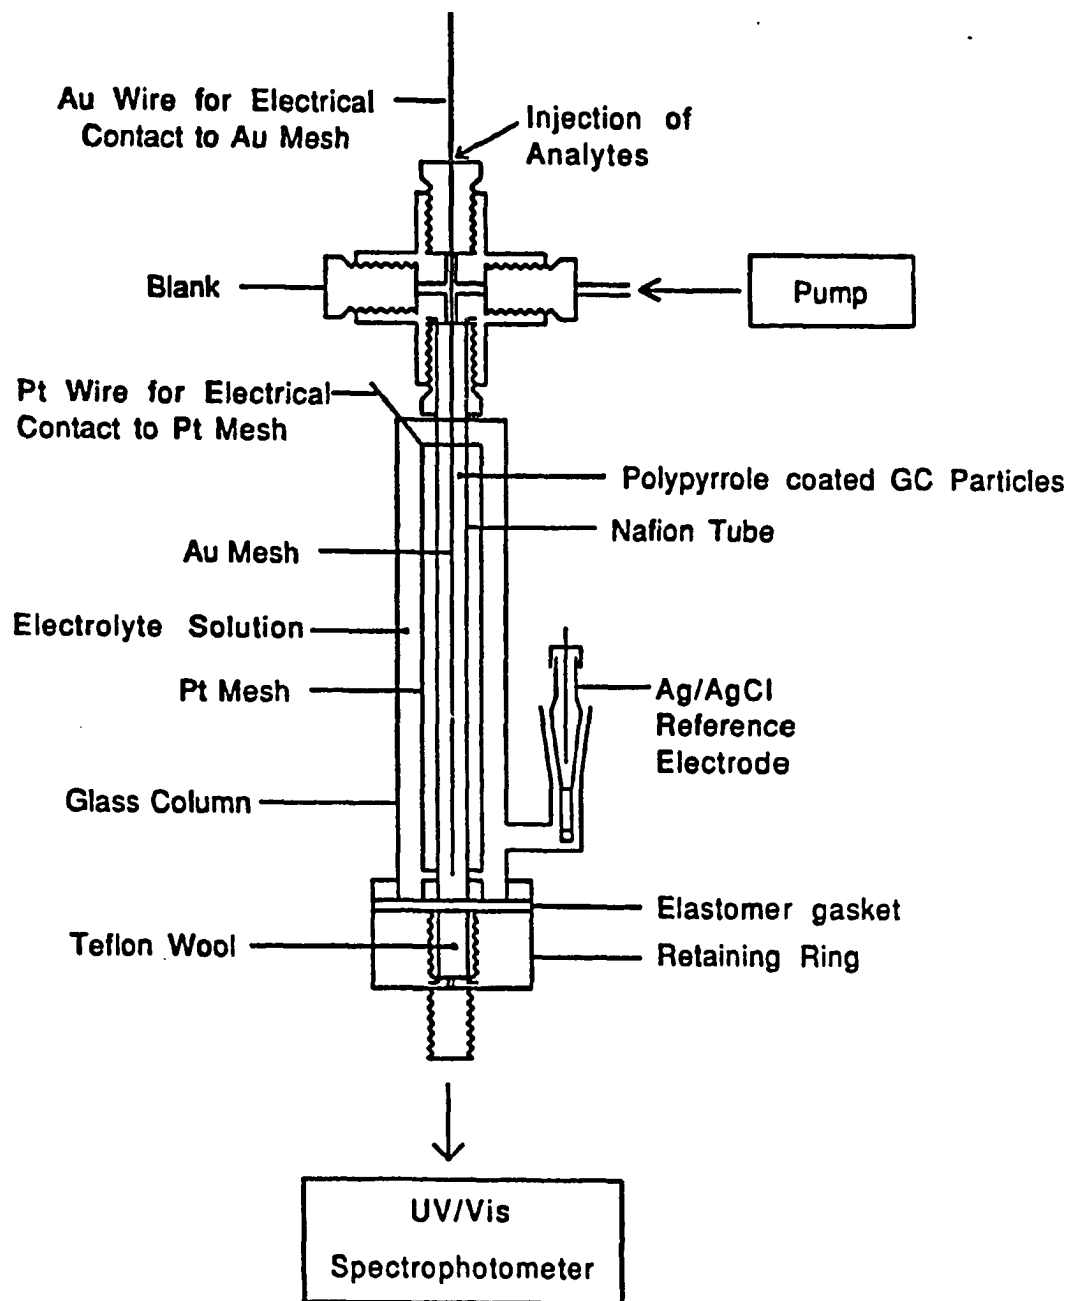 Au Wire for Electrical
Contact to Au Mesh
Injection of
Analytes
Blank
Pump
Pt Wire for Electrical
Contact to Pt Mesh
Polypyrrole coated GC Particles
Nafion Tube
Au Mesh
Electrolyte Solution
Pt Mesh
Ag/AgCl
Reference
Electrode
Glass Column
Elastomer gasket
Teflon Wool
Retaining Ring
UV/Vis
Spectrophotometer